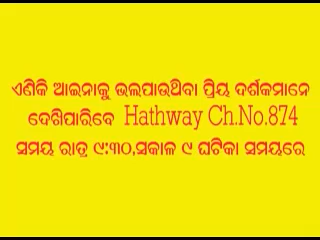 ଏଣିକି ଆଇନାକୁ ଭଲପାଉଥିବା ପ୍ରିୟ ଦର୍ଶକମାନେ
ଦେଖିପାରିବେ Hathway Ch.No.874
ସମୟ ରାତ୍ର ୯:୩୦,ସକାଳ ୯ ଘଟିକା ସମୟରେ